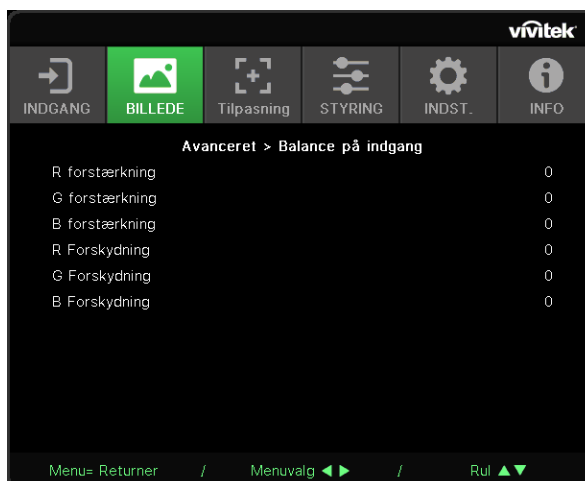 vivitek
INDGANG BILLEDE Tilpasning STYRING INDST. INFO
Avanceret > Balance på indgang
R forstærkning 0
G forstærkning 0
B forstærkning 0
R Forskydning 0
G Forskydning 0
B Forskydning 0
Menu= Returner / Menuvalg ◀ ▶ / Rul ▲▼